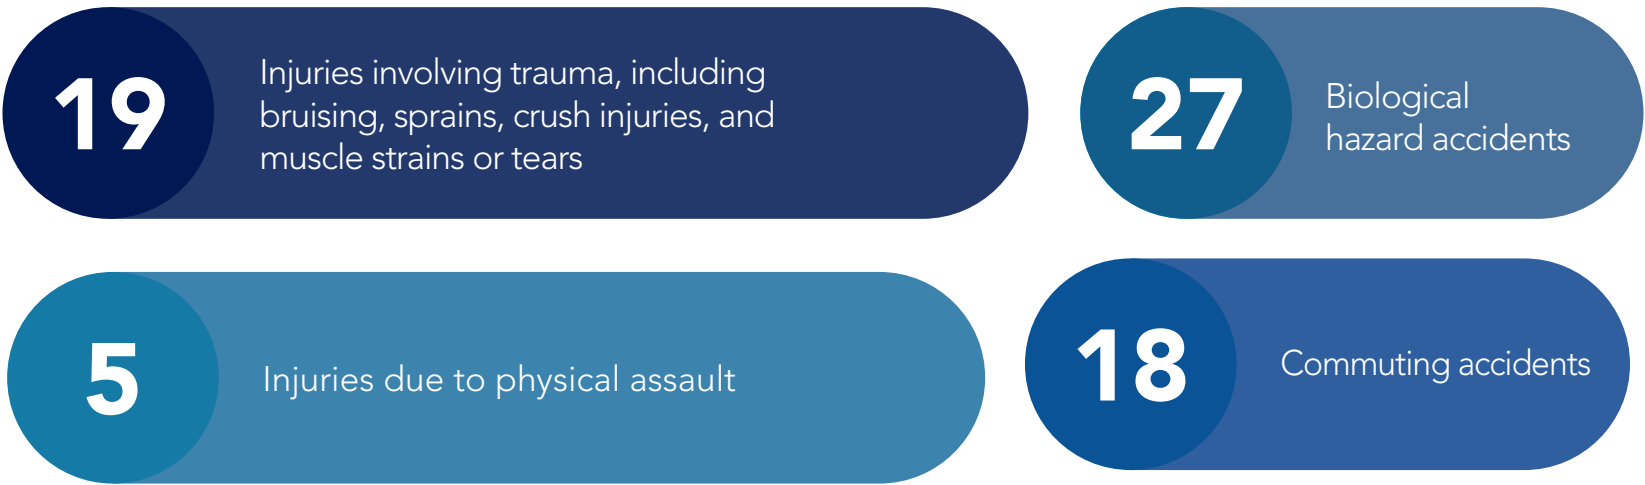 19
Injuries involving trauma, including
bruising, sprains, crush injuries, and
muscle strains or tears
27
Biological
hazard accidents
5
Injuries due to physical assault
18
Commuting accidents